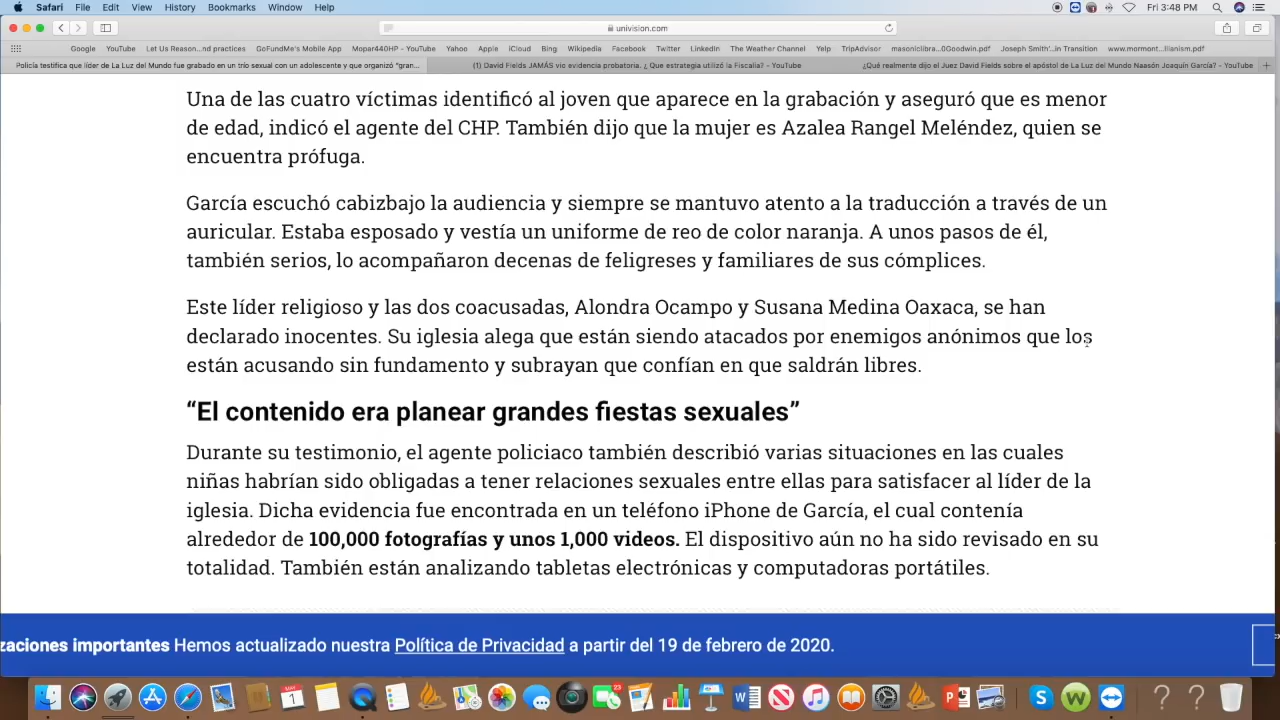 Safari File Edit View History Bookmarks Window Help Fri 3:48 PM
univision.com
Google YouTube Let Us Reason...nd practices GoFundMe's Mobile App Mopar440HP - YouTube Yahoo Apple iCloud Bing Wikipedia Facebook Twitter LinkedIn The Weather Channel Yelp TripAdvisor masoniclibra...0Goodwin.pdf Joseph Smith'...in Transition www.mormont...llianism.pdf
Policía testifica que líder de La Luz del Mundo fue grabado en un trío sexual con un adolescente y que organizó "gran... (1) David Fields JAMÁS vio evidencia probatoria. ¿ Que estrategia utilizó la Fiscalia? - YouTube ¿Qué realmente dijo el Juez David Fields sobre el apóstol de La Luz del Mundo Naasón Joaquín García? - YouTube
Una de las cuatro víctimas identificó al joven que aparece en la grabación y aseguró que es menor
de edad, indicó el agente del CHP. También dijo que la mujer es Azalea Rangel Meléndez, quien se
encuentra prófuga.
García escuchó cabizbajo la audiencia y siempre se mantuvo atento a la traducción a través de un
auricular. Estaba esposado y vestía un uniforme de reo de color naranja. A unos pasos de él,
también serios, lo acompañaron decenas de feligreses y familiares de sus cómplices.
Este líder religioso y las dos coacusadas, Alondra Ocampo y Susana Medina Oaxaca, se han
declarado inocentes. Su iglesia alega que están siendo atacados por enemigos anónimos que los
están acusando sin fundamento y subrayan que confían en que saldrán libres.
“El contenido era planear grandes fiestas sexuales”
Durante su testimonio, el agente policiaco también describió varias situaciones en las cuales
niñas habrían sido obligadas a tener relaciones sexuales entre ellas para satisfacer al líder de la
iglesia. Dicha evidencia fue encontrada en un teléfono iPhone de García, el cual contenía
alrededor de 100,000 fotografías y unos 1,000 videos. El dispositivo aún no ha sido revisado en su
totalidad. También están analizando tabletas electrónicas y computadoras portátiles.
zaciones importantes Hemos actualizado nuestra Política de Privacidad a partir del 19 de febrero de 2020.